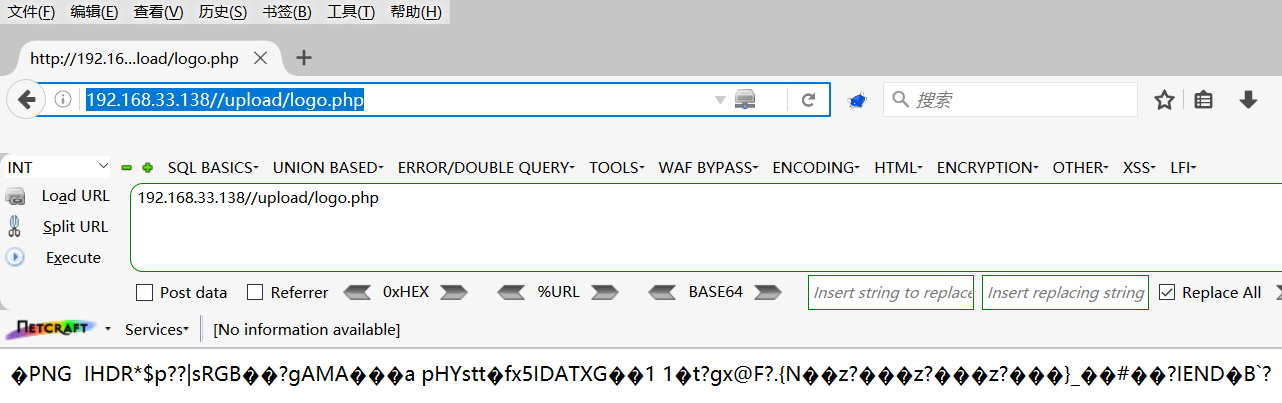 文件(F) 编辑(E) 查看(V) 历史(S) 书签(B) 工具(T) 帮助(H)
http://192.16...load/logo.php
192.168.33.138//upload/logo.php 搜索
INT SQL BASICS UNION BASED ERROR/DOUBLE QUERY TOOLS WAF BYPASS ENCODING HTML ENCRYPTION OTHER XSS LFI
Load URL 192.168.33.138//upload/logo.php
Split URL
Execute
Post data Referrer 0xHEX %URL BASE64 Insert string to replace Insert replacing string Replace All
NETCRAFT Services [No information available]
�PNG IHDR*$p??|sRGB��?gAMA���a pHYstt�fx5IDATXG��1 1�t?gx@F?.{N��z?���z?���z?���}_��#��?IEND�B`?